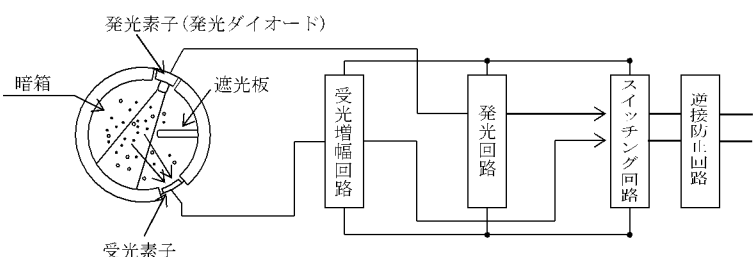 発光素子(発光ダイオード)
暗箱
遮光板
受光素子
受光増幅回路
発光回路
スイッチング回路
逆接防止回路